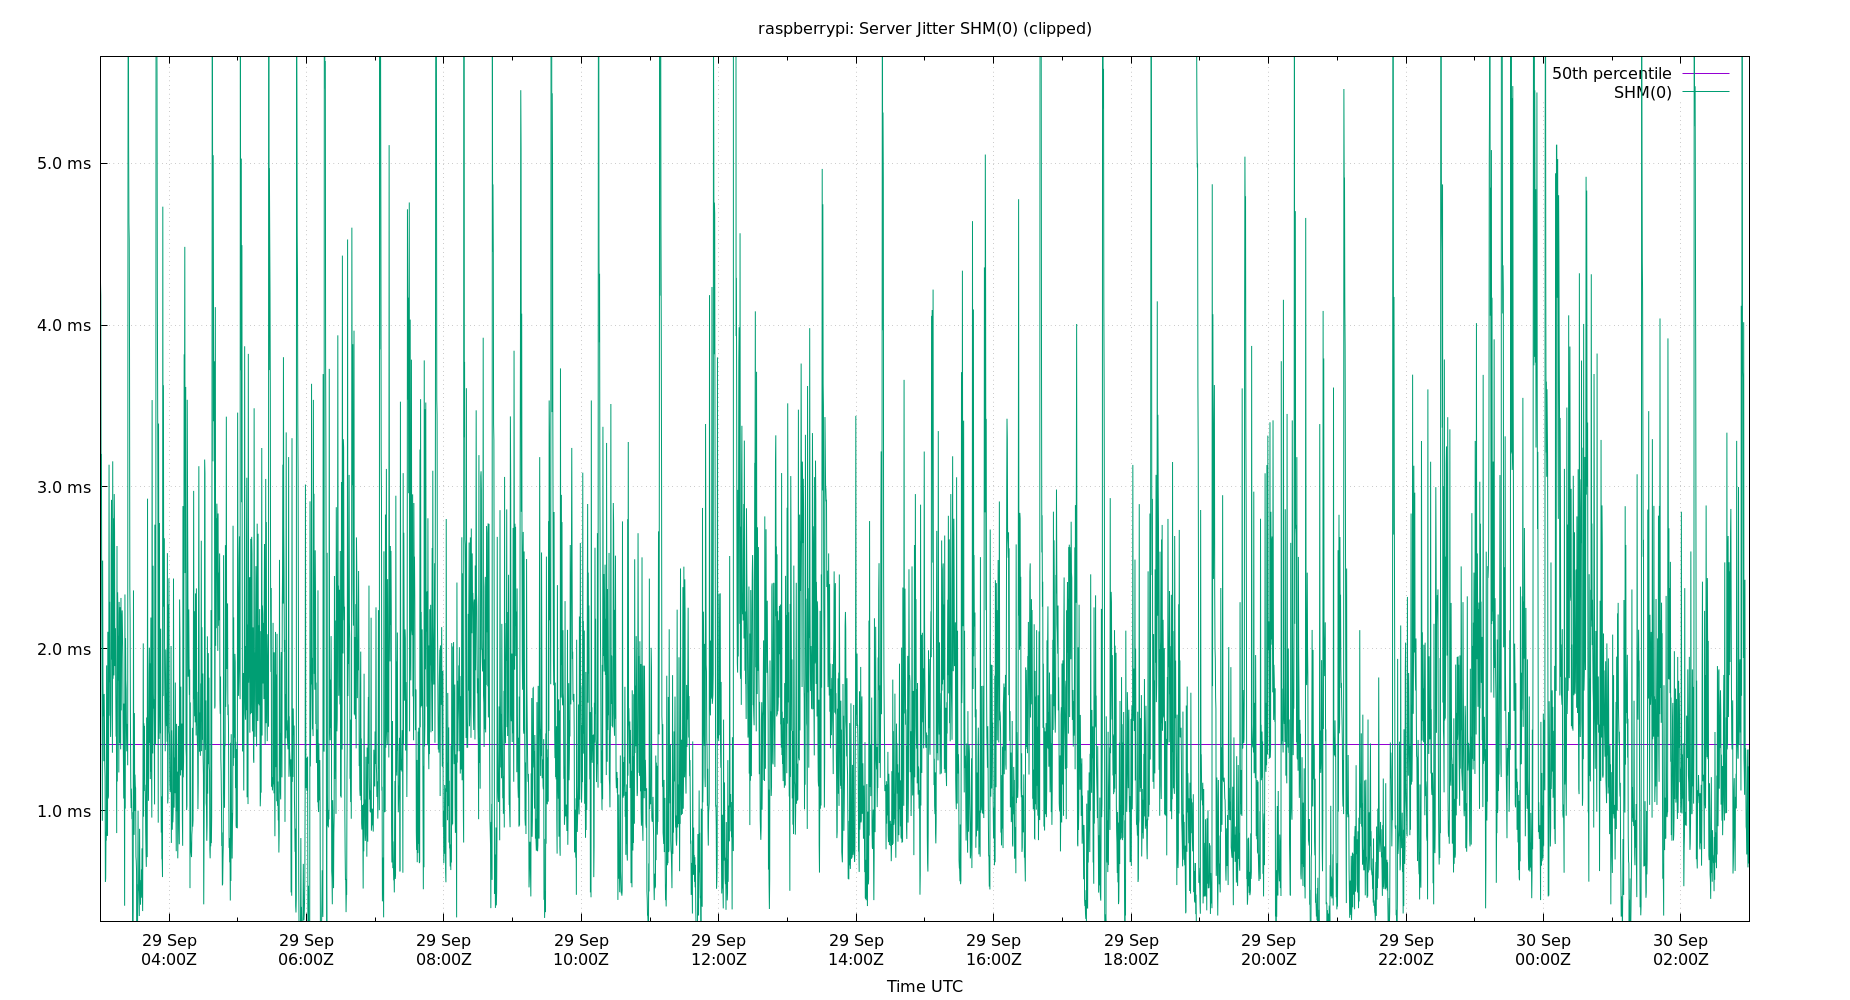 raspberrypi: Server Jitter SHM(0) (clipped)
50th percentile
SHM(0)
5.0 ms
4.0 ms
3.0 ms
2.0 ms
1.0 ms
29 Sep 29 Sep 29 Sep 29 Sep 29 Sep 29 Sep 29 Sep 29 Sep 29 Sep 29 Sep 30 Sep 30 Sep
04:00Z 06:00Z 08:00Z 10:00Z 12:00Z 14:00Z 16:00Z 18:00Z 20:00Z 22:00Z 00:00Z 02:00Z
Time UTC